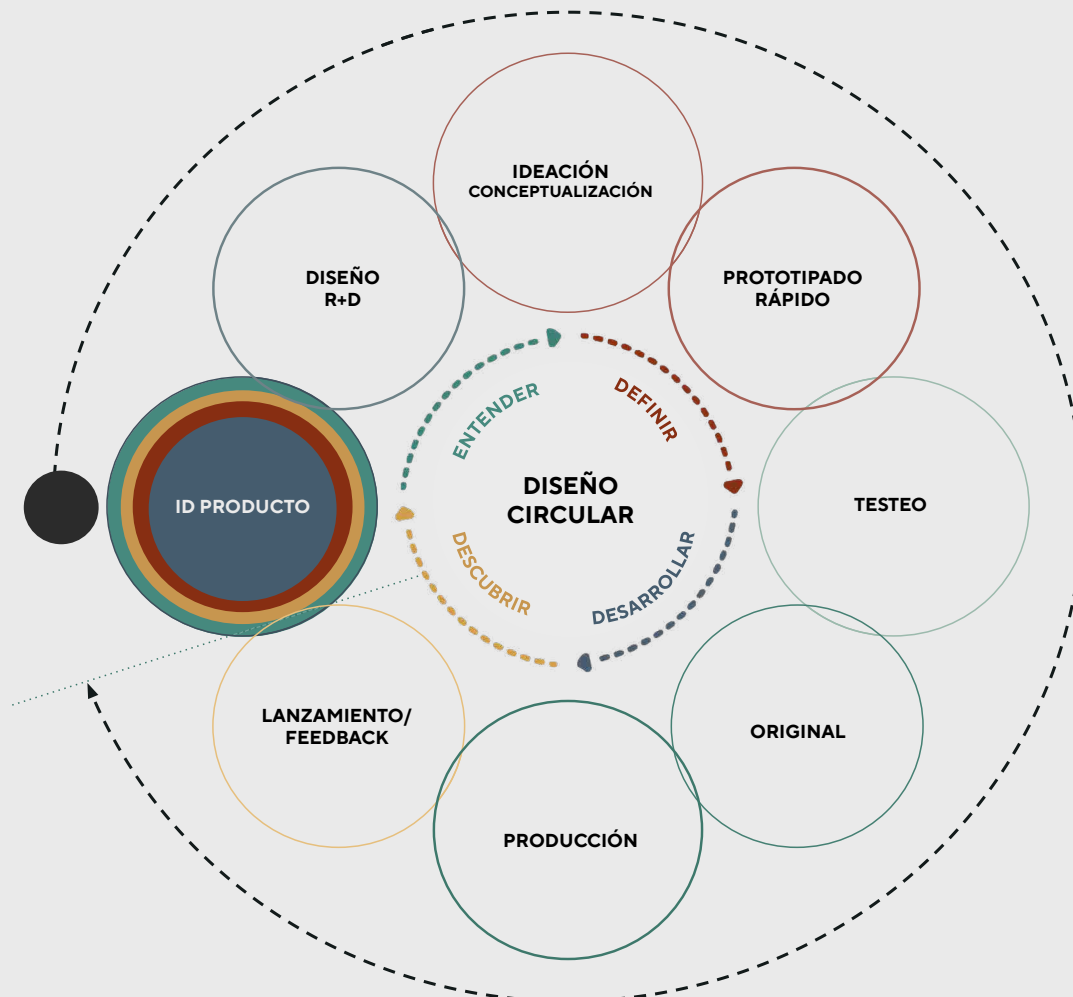 IDEACIÓN
CONCEPTUALIZACIÓN
DISEÑO
R+D
PROTOTIPADO
RÁPIDO
ENTENDER
DEFINIR
ID PRODUCTO
DISEÑO
CIRCULAR
TESTEO
DESCUBRIR
DESARROLLAR
LANZAMIENTO/
FEEDBACK
ORIGINAL
PRODUCCIÓN